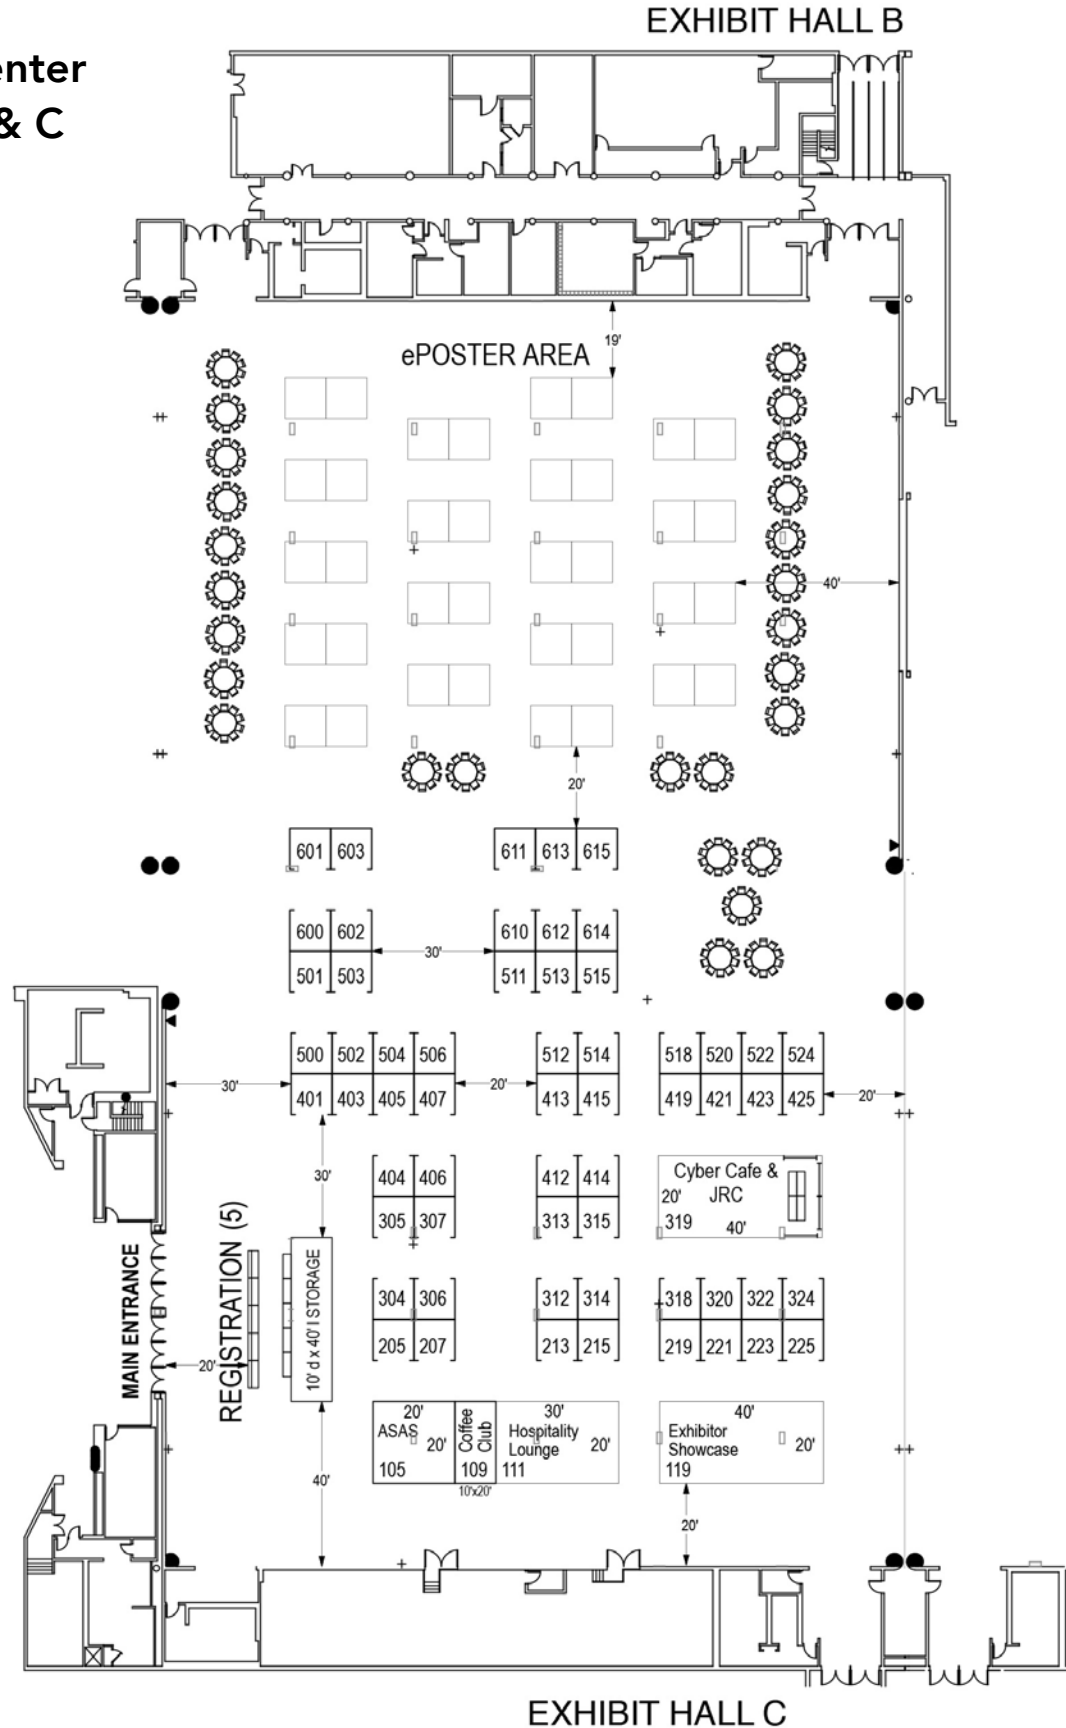 EXHIBIT HALL B
enter
& C
19'
ePOSTER AREA
40'
20'
601 603 611 613 615
600 602 610 612 614
30'
501 503 511 513 515
500 502 504 506 512 514 518 520 522 524
30' 20' 20'
401 403 405 407 413 415 419 421 423 425
404 406 412 414
30'
305 307 313 315
Cyber Cafe &
JRC
20'
319 40'
MAIN ENTRANCE
REGISTRATION (5)
10' d x 40' l STORAGE
20'
304 306 312 314 318 320 322 324
205 207 213 215 219 221 223 225
20'
ASAS
20'
105
Coffee
Club
109
10'x20'
30'
Hospitality
Lounge
20'
111
40'
Exhibitor
Showcase
20'
119
40'
20'
EXHIBIT HALL C